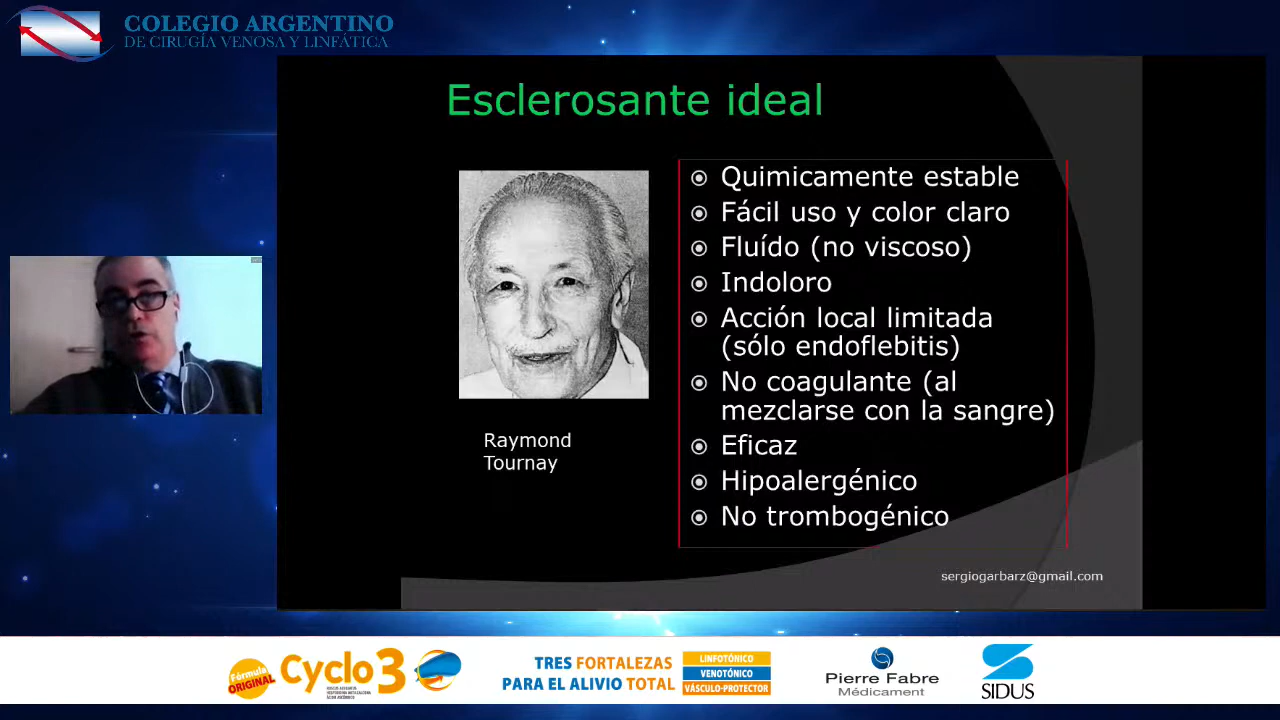 COLEGIO ARGENTINO
DE CIRUGÍA VENOSA Y LINFÁTICA
Esclerosante ideal
Quimicamente estable
Fácil uso y color claro
Fluído (no viscoso)
Indoloro
Acción local limitada
(sólo endoflebitis)
No coagulante (al
mezclarse con la sangre)
Eficaz
Hipoalergénico
No trombogénico
Raymond
Tournay
sergiogarbarz@gmail.com
Fórmula
ORIGINAL
Cyclo 3
TRES FORTALEZAS
PARA EL ALIVIO TOTAL
LINFOTÓNICO
VENOTÓNICO
VÁSCULO-PROTECTOR
Pierre Fabre
Médicament
SIDUS